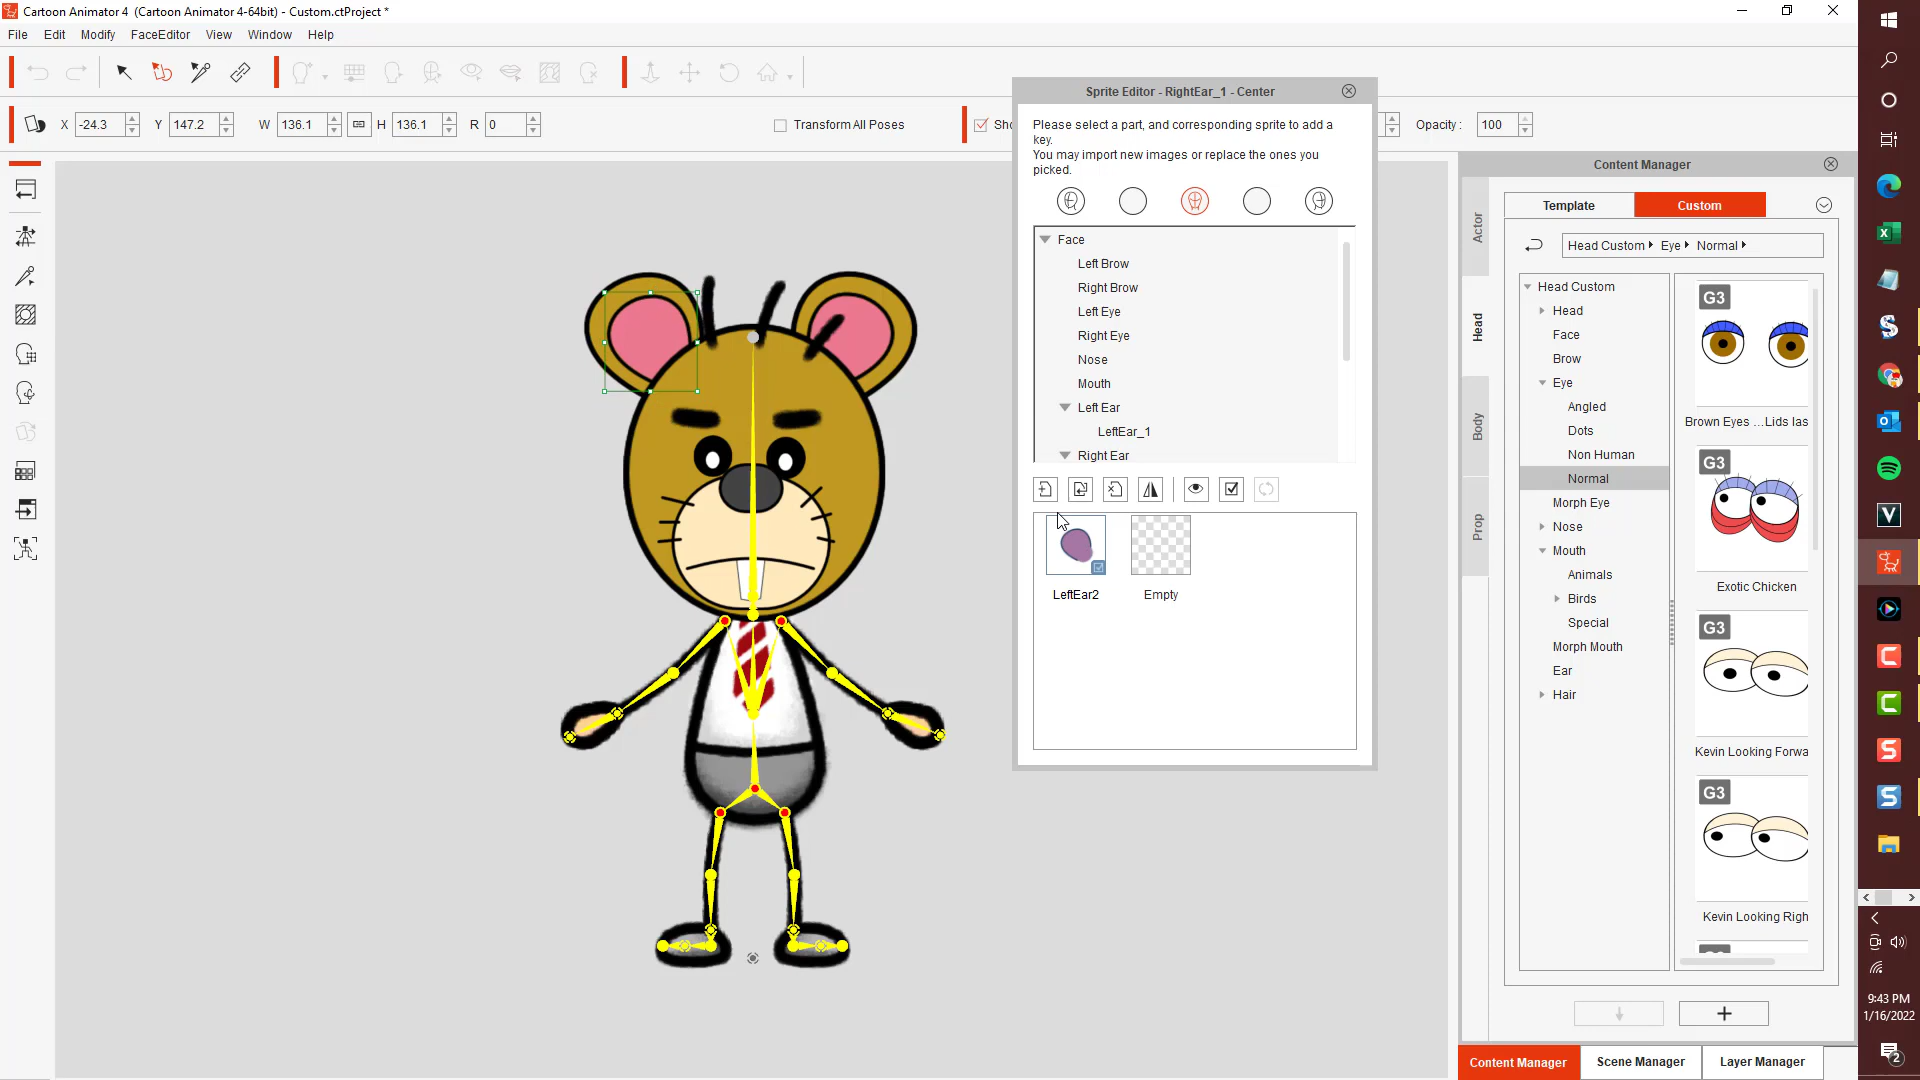 Cartoon Animator 4  (Cartoon Animator 4-64bit) - Custom.ctProject *
File Edit Modify FaceEditor View Window Help
X -24.3 Y 147.2 W 136.1 H 136.1 R 0 Transform All Poses Opacity : 100
Sprite Editor - RightEar_1 - Center
Please select a part, and corresponding sprite to add a
key.
You may import new images or replace the ones you
picked.
Face
Left Brow
Right Brow
Left Eye
Right Eye
Nose
Mouth
Left Ear
LeftEar_1
Right Ear
LeftEar2 Empty
Content Manager
Template Custom
Head Custom Eye Normal
Actor
Head
Body
Prop
Head Custom
Head
Face
Brow
Eye
Angled
Dots
Non Human
Normal
Morph Eye
Nose
Mouth
Animals
Birds
Special
Morph Mouth
Ear
Hair
G3
Brown Eyes ...Lids las
G3
Exotic Chicken
G3
Kevin Looking Forwa
G3
Kevin Looking Righ
Content Manager Scene Manager Layer Manager
9:43 PM
1/16/2022
2